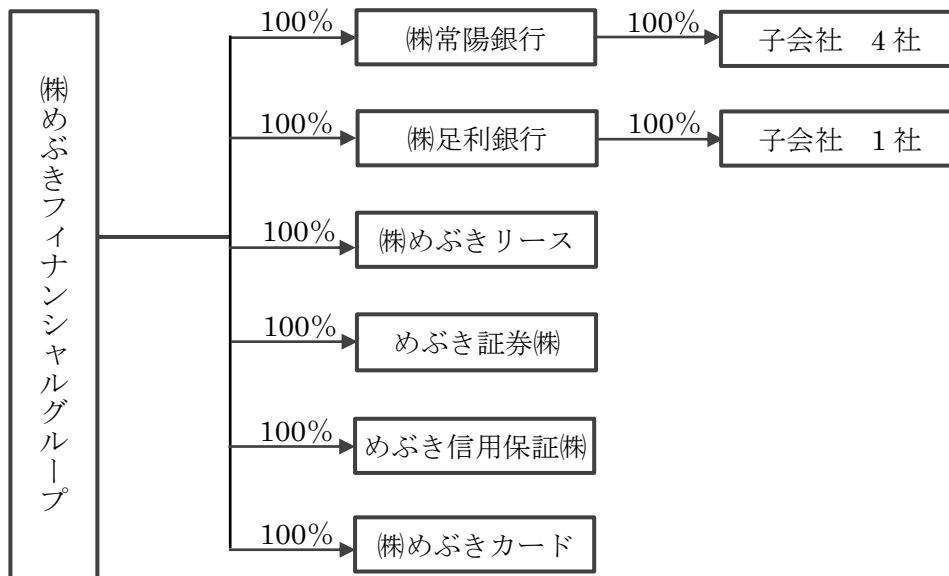 ㈱めぶきフィナンシャルグループ
100%
㈱常陽銀行
100%
子会社　4社
100%
㈱足利銀行
100%
子会社　1社
100%
㈱めぶきリース
100%
めぶき証券㈱
100%
めぶき信用保証㈱
100%
㈱めぶきカード